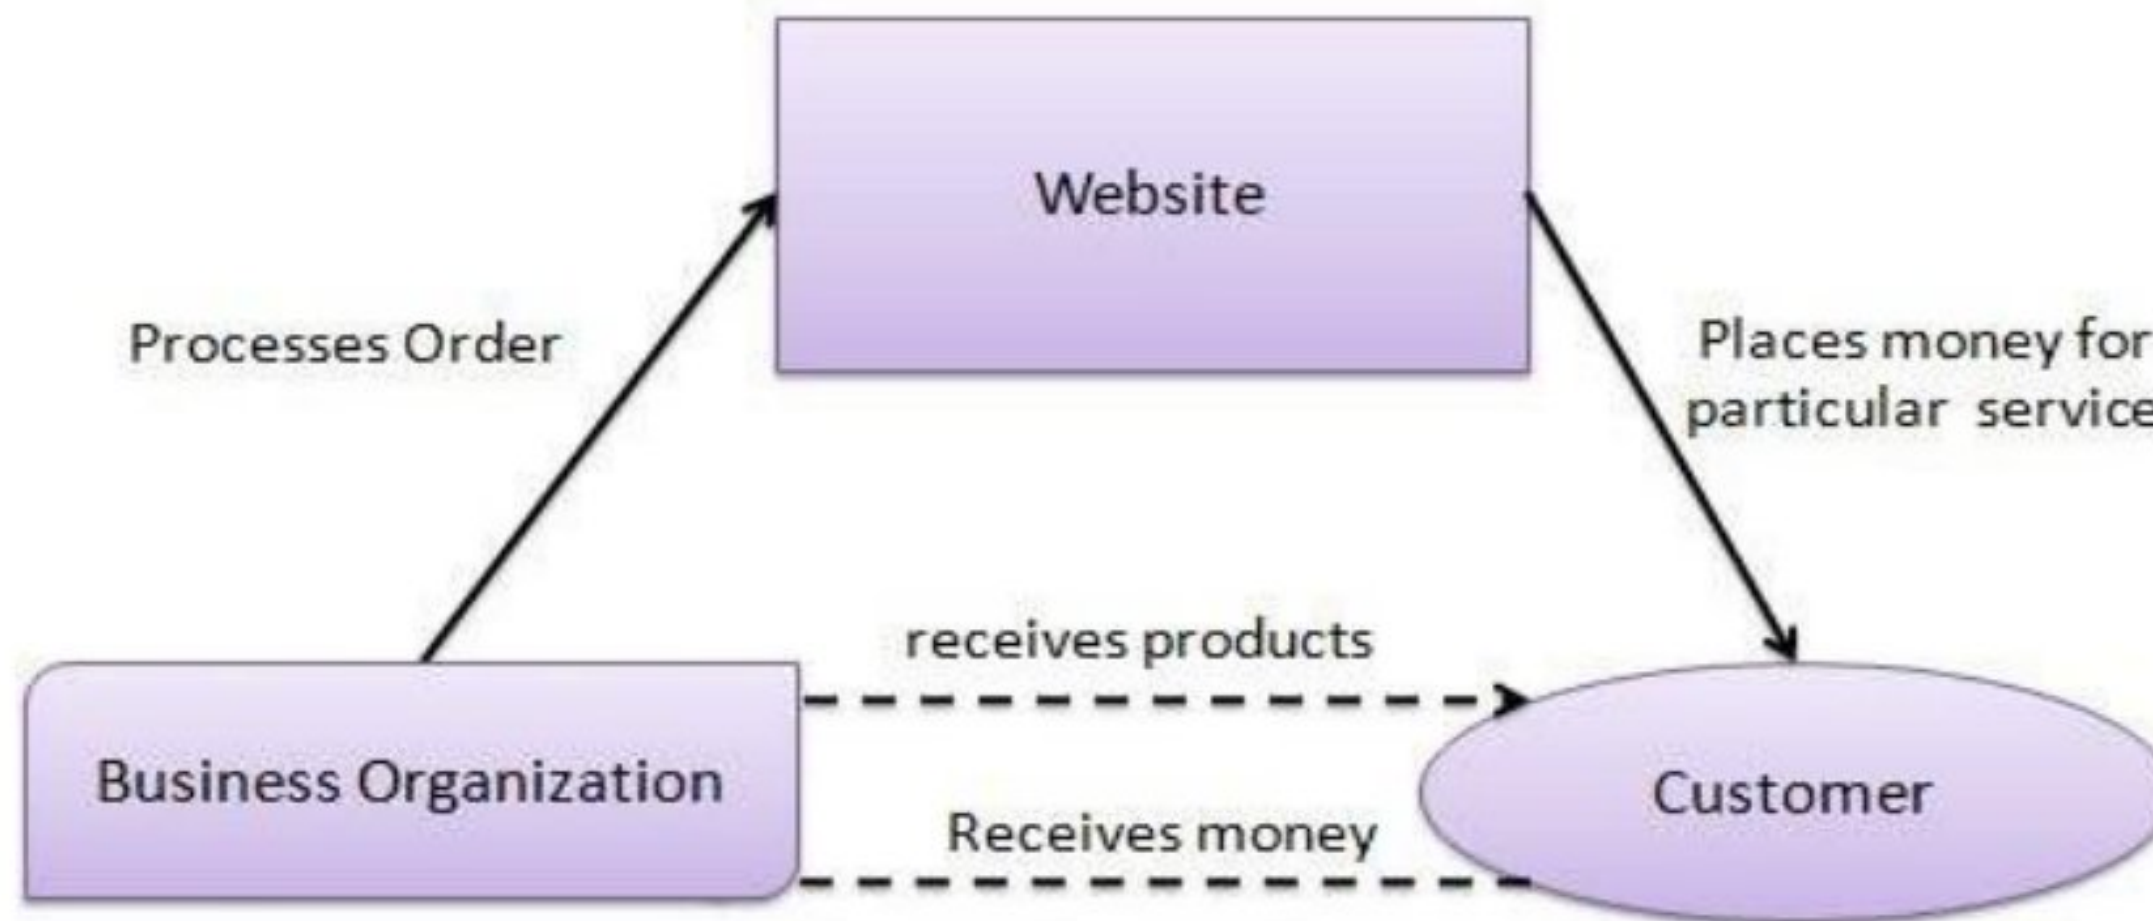 Website
Processes Order
Places money for
particular service
receives products
Business Organization
Customer
Receives money